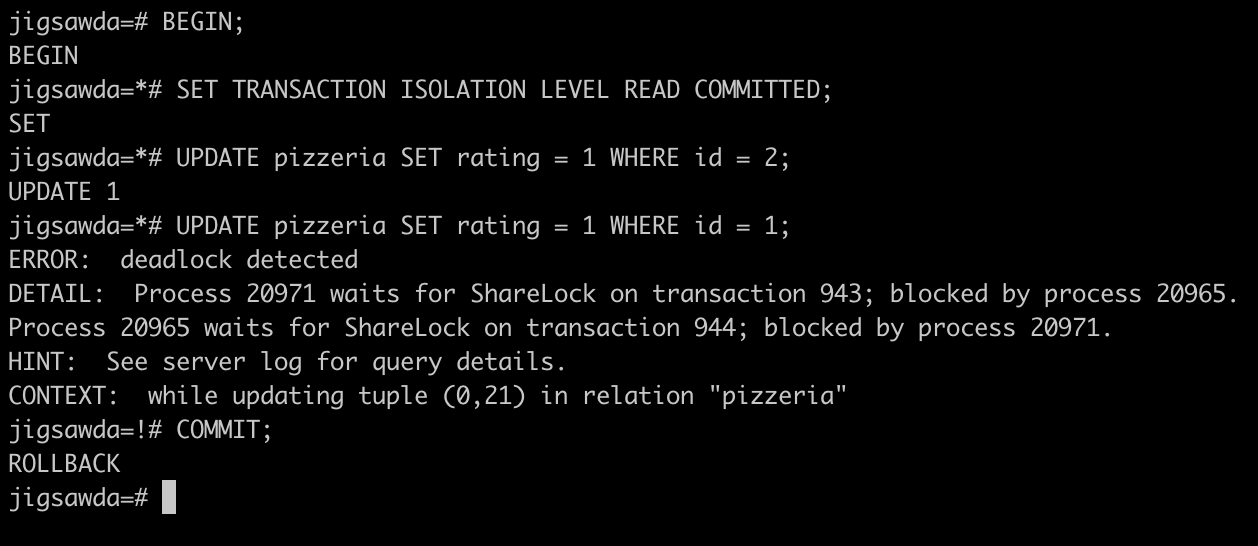 jigsawda=# BEGIN;
BEGIN
jigsawda=*# SET TRANSACTION ISOLATION LEVEL READ COMMITTED;
SET
jigsawda=*# UPDATE pizzeria SET rating = 1 WHERE id = 2;
UPDATE 1
jigsawda=*# UPDATE pizzeria SET rating = 1 WHERE id = 1;
ERROR:  deadlock detected
DETAIL:  Process 20971 waits for ShareLock on transaction 943; blocked by process 20965.
Process 20965 waits for ShareLock on transaction 944; blocked by process 20971.
HINT:  See server log for query details.
CONTEXT:  while updating tuple (0,21) in relation "pizzeria"
jigsawda=!# COMMIT;
ROLLBACK
jigsawda=#